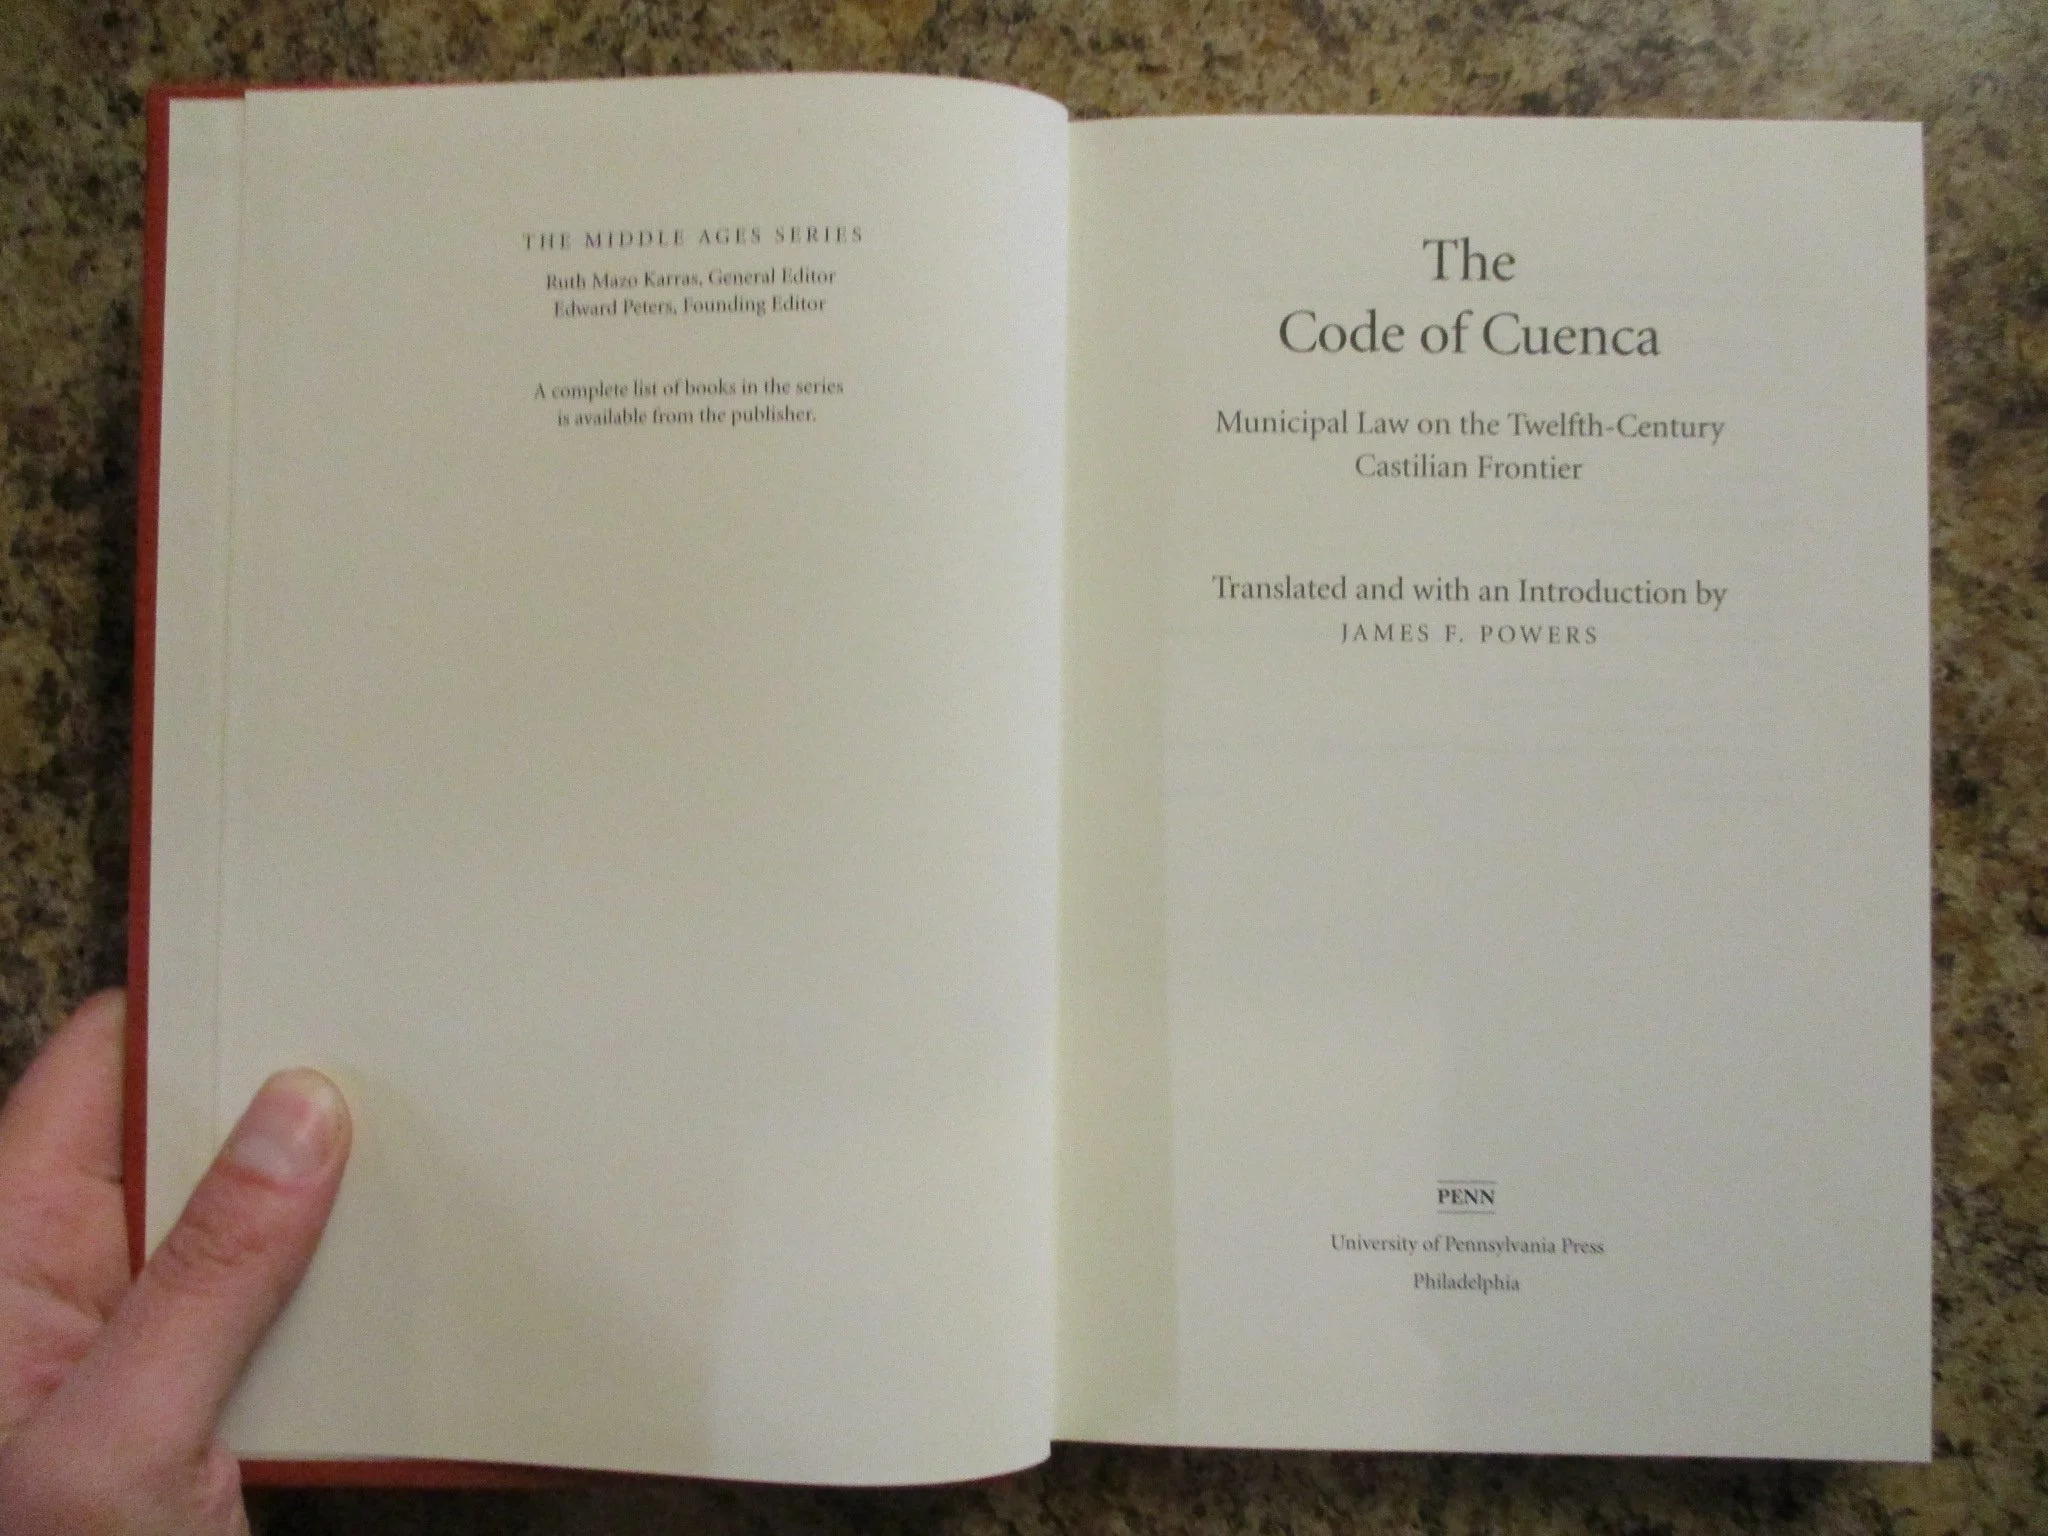 THE MIDDLE AGES SERIES
Ruth Mazo Karras, General Editor
Edward Peters, Founding Editor
A complete list of books in the series
is available from the publisher.
The
Code of Cuenca
Municipal Law on the Twelfth-Century
Castilian Frontier
Translated and with an Introduction by
JAMES F. POWERS
PENN
University of Pennsylvania Press
Philadelphia